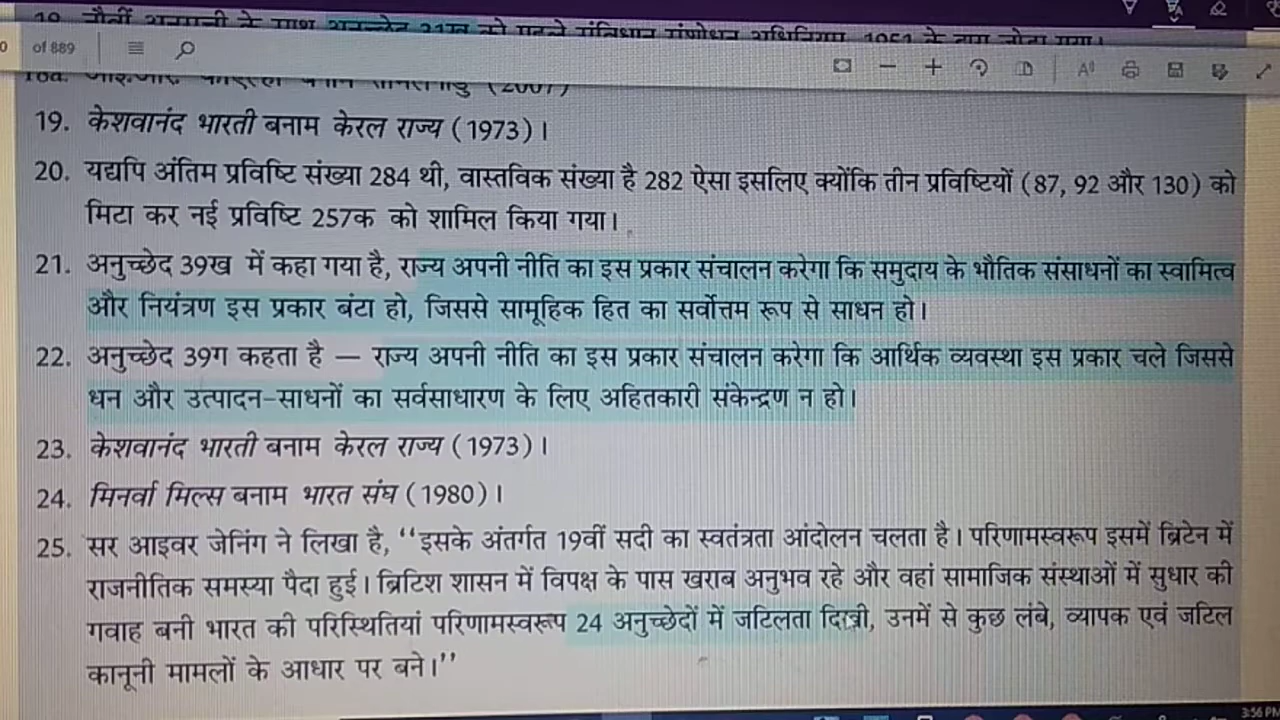 of 889
19. केशवानंद भारती बनाम केरल राज्य (1973)।
20. यद्यपि अंतिम प्रविष्टि संख्या 284 थी, वास्तविक संख्या है 282 ऐसा इसलिए क्योंकि तीन प्रविष्टियों (87, 92 और 130) को
मिटा कर नई प्रविष्टि 257क को शामिल किया गया।
21. अनुच्छेद 39ख में कहा गया है, राज्य अपनी नीति का इस प्रकार संचालन करेगा कि समुदाय के भौतिक संसाधनों का स्वामित्व
और नियंत्रण इस प्रकार बंटा हो, जिससे सामूहिक हित का सर्वोत्तम रूप से साधन हो।
22. अनुच्छेद 39ग कहता है — राज्य अपनी नीति का इस प्रकार संचालन करेगा कि आर्थिक व्यवस्था इस प्रकार चले जिससे
धन और उत्पादन-साधनों का सर्वसाधारण के लिए अहितकारी संकेन्द्रण न हो।
23. केशवानंद भारती बनाम केरल राज्य (1973)।
24. मिनर्वा मिल्स बनाम भारत संघ (1980)।
25. सर आइवर जेनिंग ने लिखा है, ‘‘इसके अंतर्गत 19वीं सदी का स्वतंत्रता आंदोलन चलता है। परिणामस्वरूप इसमें ब्रिटेन में
राजनीतिक समस्या पैदा हुई। ब्रिटिश शासन में विपक्ष के पास खराब अनुभव रहे और वहां सामाजिक संस्थाओं में सुधार की
गवाह बनी भारत की परिस्थितियां परिणामस्वरूप 24 अनुच्छेदों में जटिलता दिखी, उनमें से कुछ लंबे, व्यापक एवं जटिल
कानूनी मामलों के आधार पर बने।’’
3:56 PM